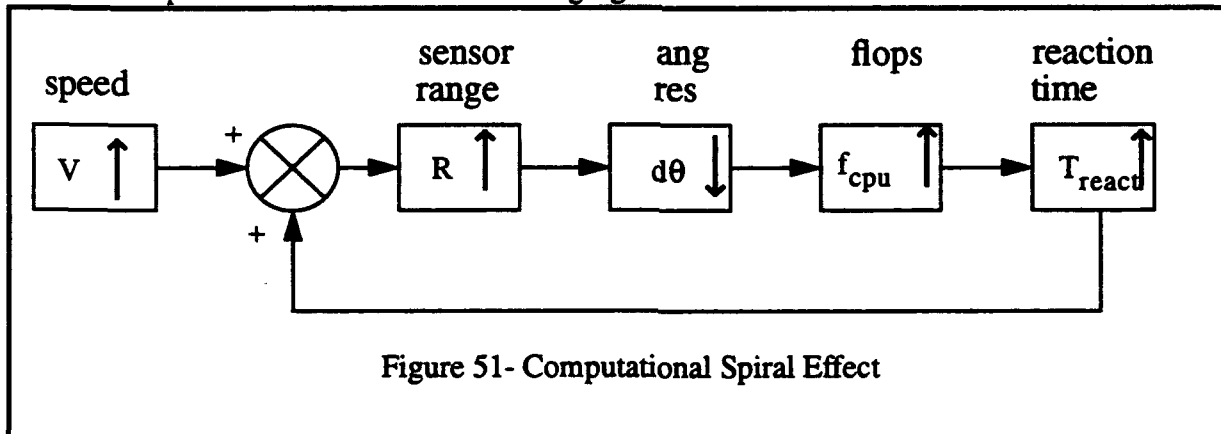 speed
sensor
range
ang
res
flops
reaction
time
V
+
+
R
dθ
f_cpu
T_react
Figure 51- Computational Spiral Effect